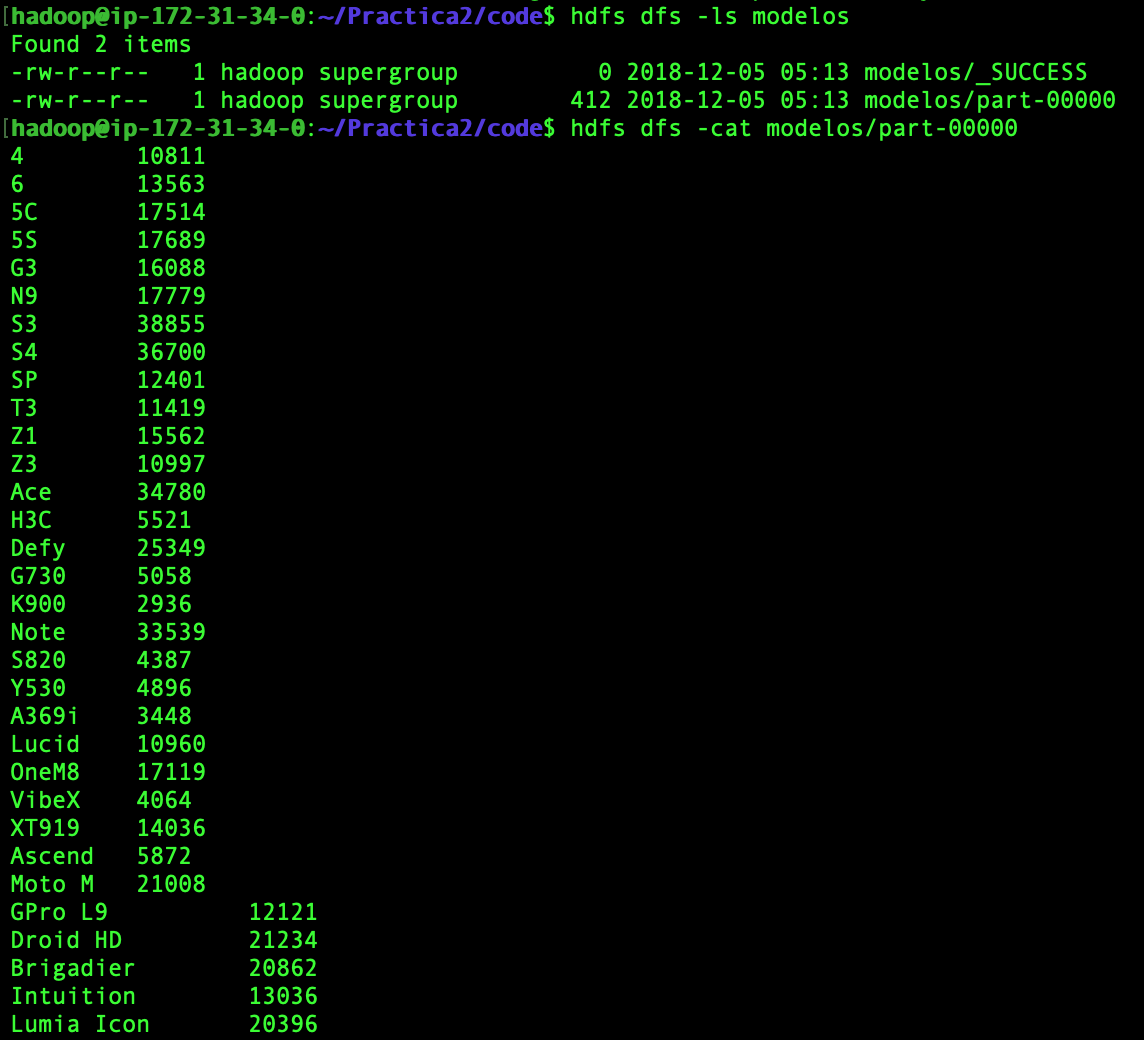 [hadoop@ip-172-31-34-0:~/Practica2/code$ hdfs dfs -ls modelos
Found 2 items
-rw-r--r--   1 hadoop supergroup          0 2018-12-05 05:13 modelos/_SUCCESS
-rw-r--r--   1 hadoop supergroup        412 2018-12-05 05:13 modelos/part-00000
[hadoop@ip-172-31-34-0:~/Practica2/code$ hdfs dfs -cat modelos/part-00000
4        10811
6        13563
5C       17514
5S       17689
G3       16088
N9       17779
S3       38855
S4       36700
SP       12401
T3       11419
Z1       15562
Z3       10997
Ace      34780
H3C      5521
Defy     25349
G730     5058
K900     2936
Note     33539
S820     4387
Y530     4896
A369i    3448
Lucid    10960
OneM8    17119
VibeX    4064
XT919    14036
Ascend   5872
Moto M   21008
GPro L9          12121
Droid HD         21234
Brigadier        20862
Intuition        13036
Lumia Icon       20396